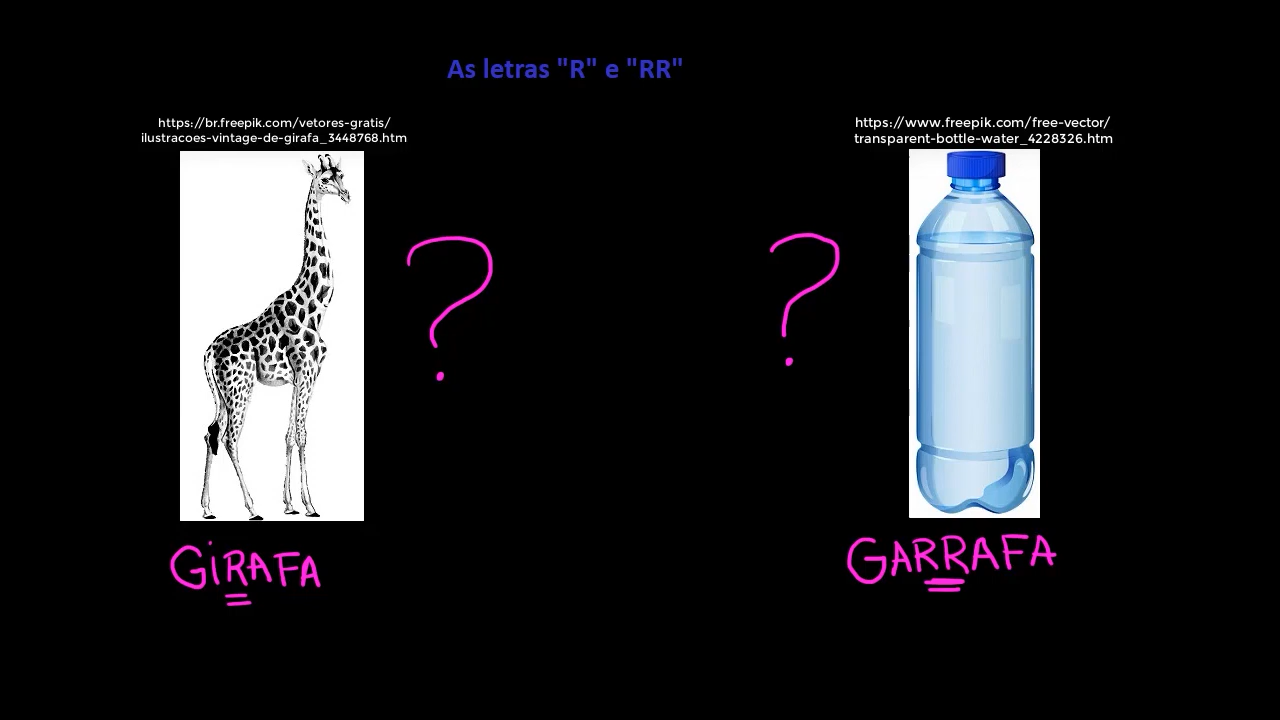 As letras "R" e "RR"
https://br.freepik.com/vetores-gratis/
ilustracoes-vintage-de-girafa_3448768.htm
https://www.freepik.com/free-vector/
transparent-bottle-water_4228326.htm
? ?
GiRAFA
GARRAFA